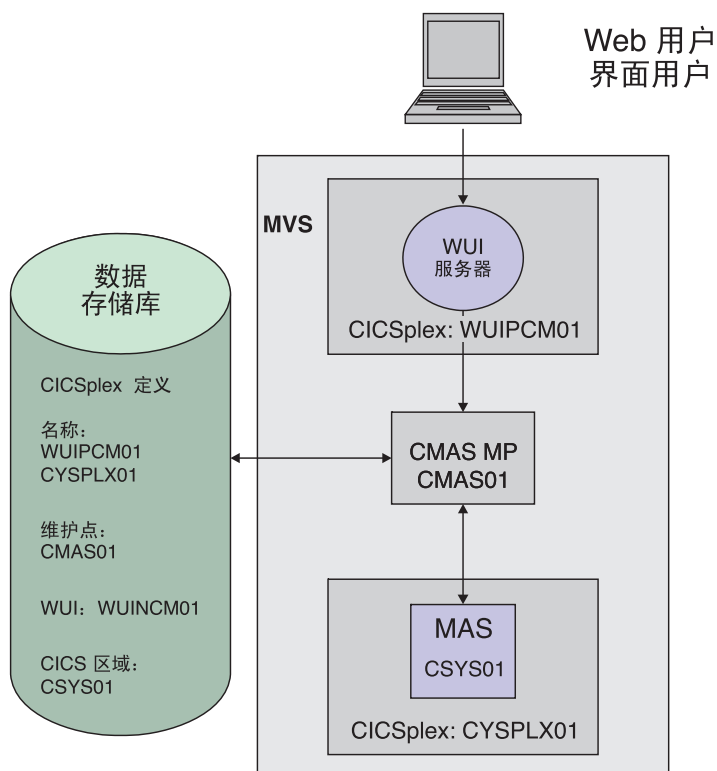 Web 用户
界面用户
MVS
WUI
服务器
CICSplex: WUIPCM01
数据
存储库
CICSplex 定义
名称：
WUIPCM01
CYSPLX01
维护点：
CMAS01
WUI：WUINCM01
CICS 区域：
CSYS01
CMAS MP
CMAS01
MAS
CSYS01
CICSplex: CYSPLX01